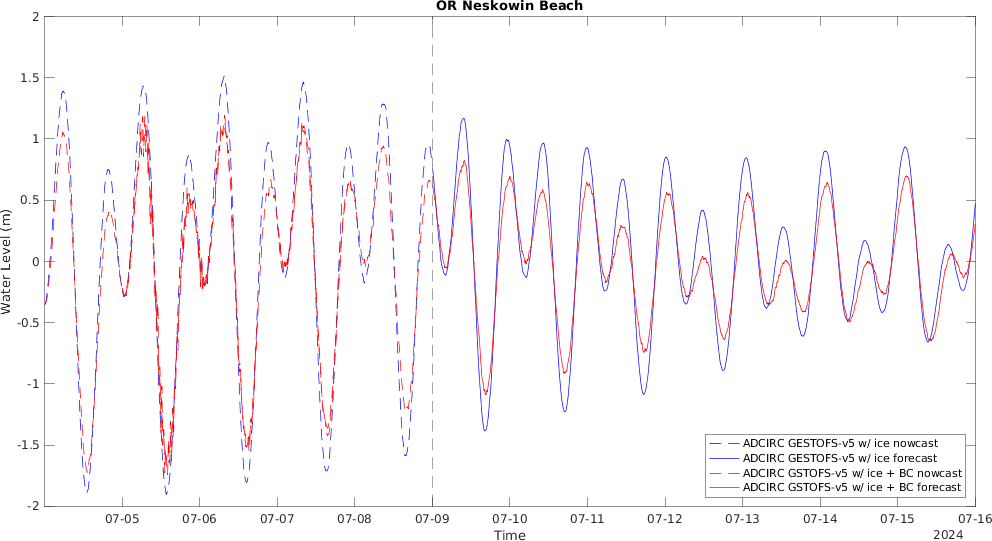 OR Neskowin Beach
2
1.5
1
0.5
0
-0.5
-1
-1.5
-2
Water Level (m)
ADCIRC GESTOFS-v5 w/ ice nowcast
ADCIRC GESTOFS-v5 w/ ice forecast
ADCIRC GSTOFS-v5 w/ ice + BC nowcast
ADCIRC GSTOFS-v5 w/ ice + BC forecast
07-05 07-06 07-07 07-08 07-09 07-10 07-11 07-12 07-13 07-14 07-15 07-16
Time
2024